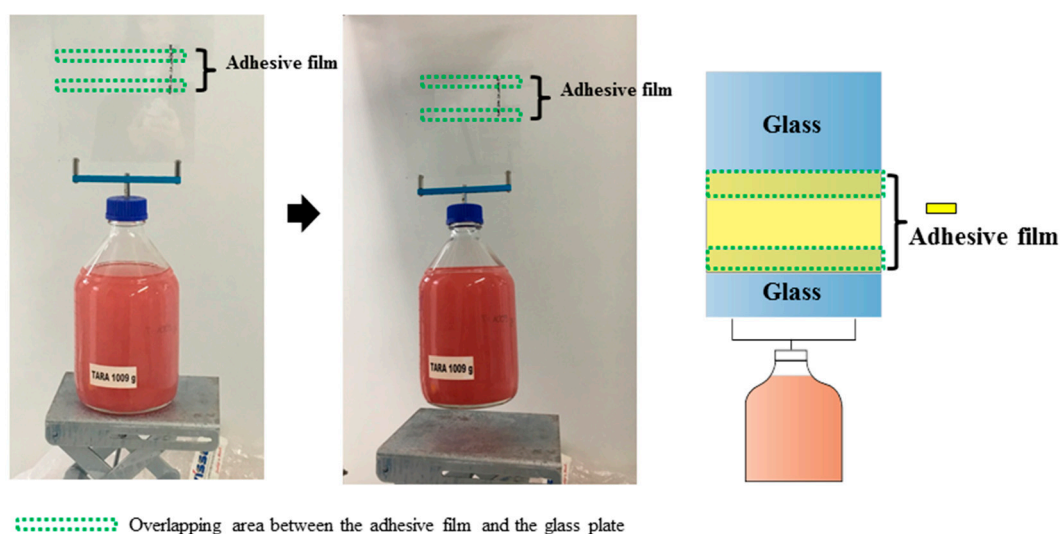 Adhesive film
TARA 1009 g
Adhesive film
TARA 1009 g
Glass
Adhesive film
Glass
Overlapping area between the adhesive film and the glass plate